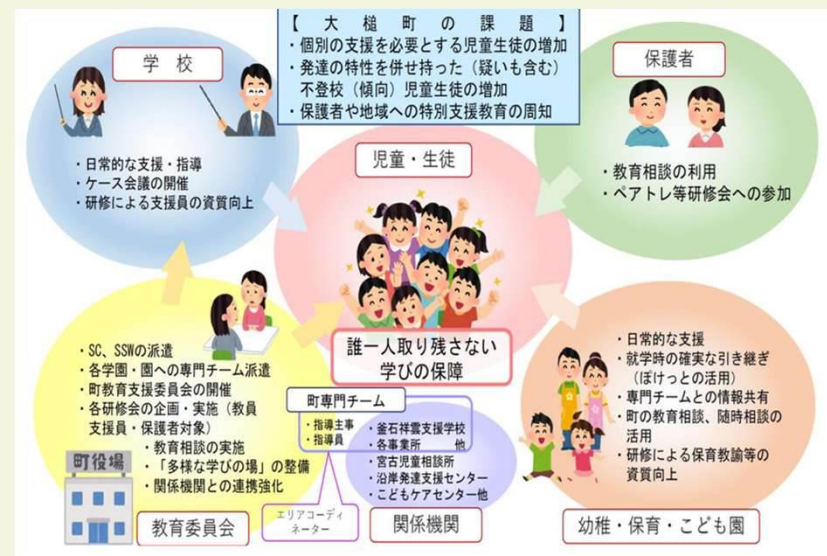 【大槌町の課題】
・個別の支援を必要とする児童生徒の増加
・発達の特性を併せ持った（疑いも含む）
不登校（傾向）児童生徒の増加
・保護者や地域への特別支援教育の周知
学校
・日常的な支援・指導
・ケース会議の開催
・研修による支援員の資質向上
児童・生徒
誰一人取り残さない
学びの保障
保護者
・教育相談の利用
・ペアトレ等研修会への参加
・SC、SSWの派遣
・各学園・園への専門チーム派遣
・町教育支援委員会の開催
・各研修会の企画・実施（教員
支援員・保護者対象）
・教育相談の実施
・「多様な学びの場」の整備
・関係機関との連携強化
町役場
教育委員会
町専門チーム
・指導主事
・指導員
エリアコーディ
ネーター
・釜石祥雲支援学校
・各事業所　他
・宮古児童相談所
・沿岸発達支援センター
・こどもケアセンター他
関係機関
・日常的な支援
・就学時の確実な引き継ぎ
（ぽけっとの活用）
・専門チームとの情報共有
・町の教育相談、随時相談の
活用
・研修による保育教諭等の
資質向上
幼稚・保育・こども園